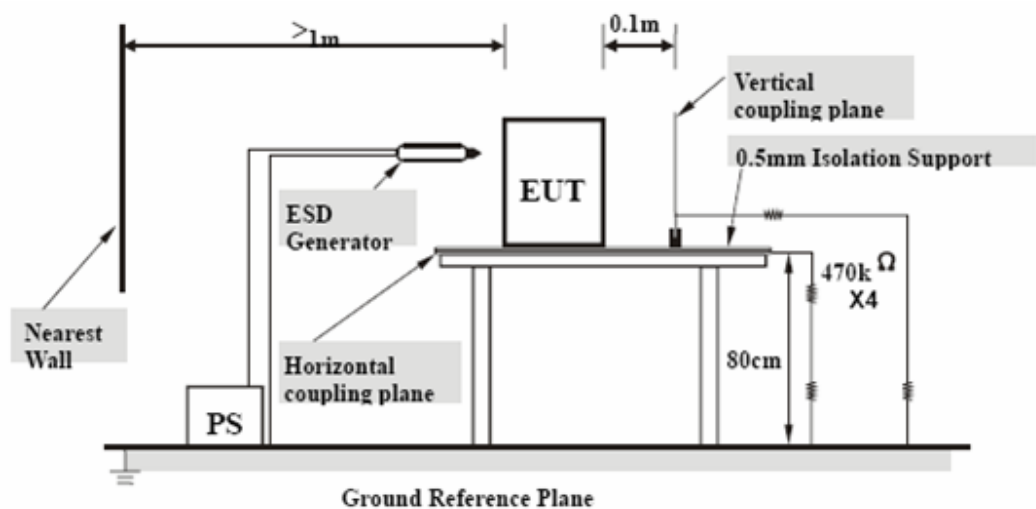 >1m
0.1m
Vertical
coupling plane
0.5mm Isolation Support
EUT
ESD
Generator
470k Ω
X4
Nearest
Wall
Horizontal
coupling plane
80cm
PS
Ground Reference Plane